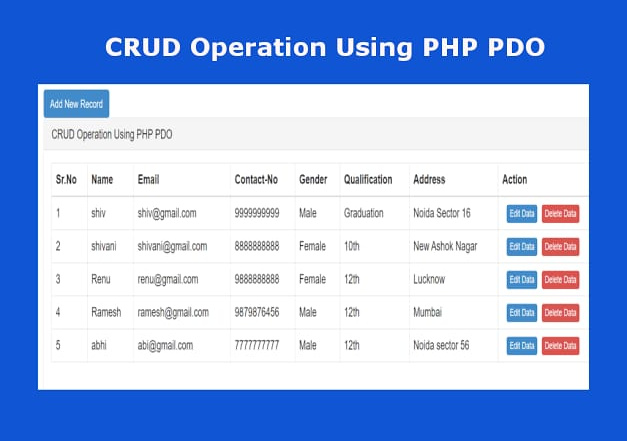 CRUD Operation Using PHP PDO
Add New Record
CRUD Operation Using PHP PDO
Sr.No Name Email Contact-No Gender Qualification Address Action
1 shiv shiv@gmail.com 9999999999 Male Graduation Noida Sector 16 Edit Data Delete Data
2 shivani shivani@gmail.com 8888888888 Female 10th New Ashok Nagar Edit Data Delete Data
3 Renu renu@gmail.com 9888888888 Female 12th Lucknow Edit Data Delete Data
4 Ramesh ramesh@gmail.com 9879876456 Male 12th Mumbai Edit Data Delete Data
5 abhi abi@gmail.com 7777777777 Male 12th Noida sector 56 Edit Data Delete Data